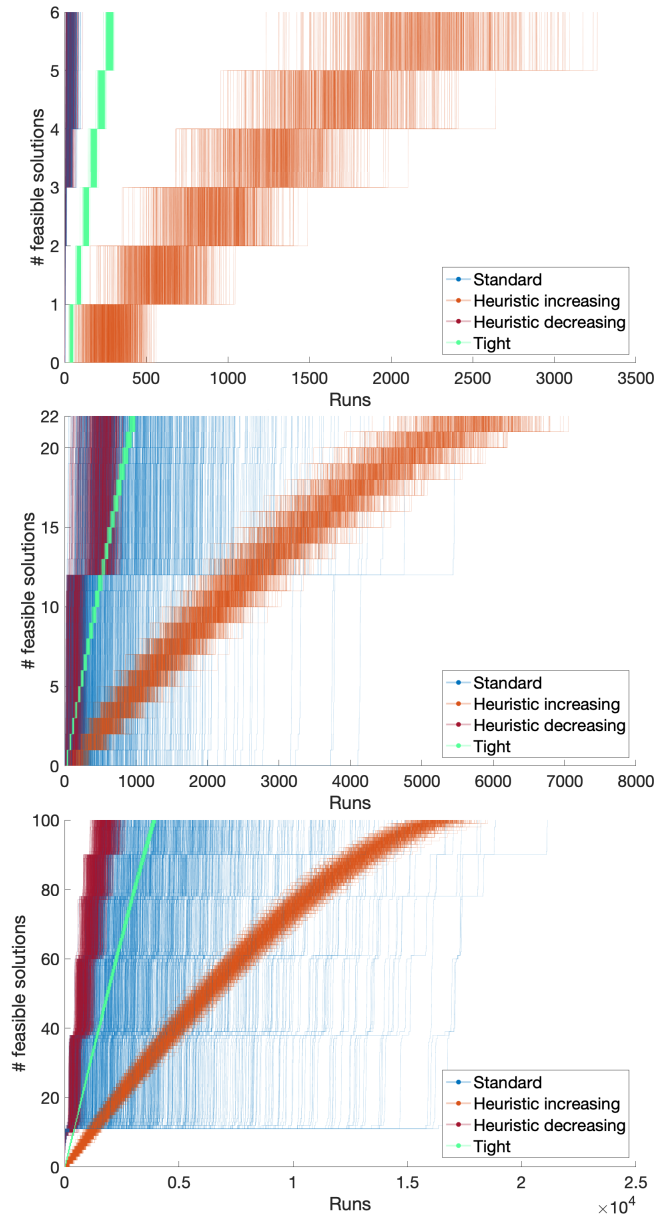 6
5
4
3
2
1
0
# feasible solutions
0 500 1000 1500 2000 2500 3000 3500
Runs
Standard
Heuristic increasing
Heuristic decreasing
Tight
22
20
15
10
5
0
# feasible solutions
0 1000 2000 3000 4000 5000 6000 7000 8000
Runs
Standard
Heuristic increasing
Heuristic decreasing
Tight
100
80
60
40
20
0
# feasible solutions
0 0.5 1 1.5 2 2.5
Runs
×10⁴
Standard
Heuristic increasing
Heuristic decreasing
Tight